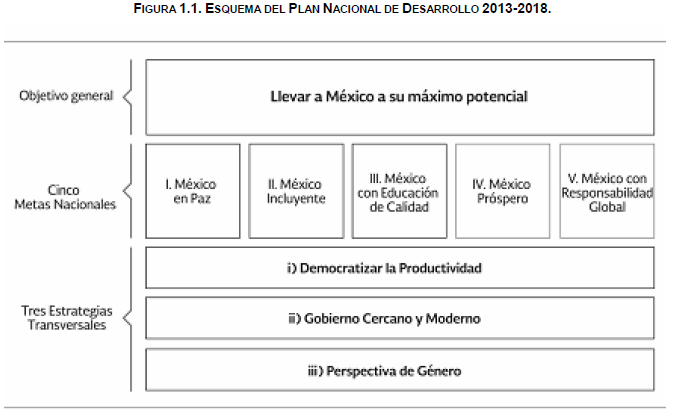 FIGURA 1.1. ESQUEMA DEL PLAN NACIONAL DE DESARROLLO 2013-2018.
Objetivo general
Llevar a México a su máximo potencial
Cinco
Metas Nacionales
I. México
en Paz
II. México
Incluyente
III. México
con Educación
de Calidad
IV. México
Próspero
V. México con
Responsabilidad
Global
Tres Estrategias
Transversales
i) Democratizar la Productividad
ii) Gobierno Cercano y Moderno
iii) Perspectiva de Género